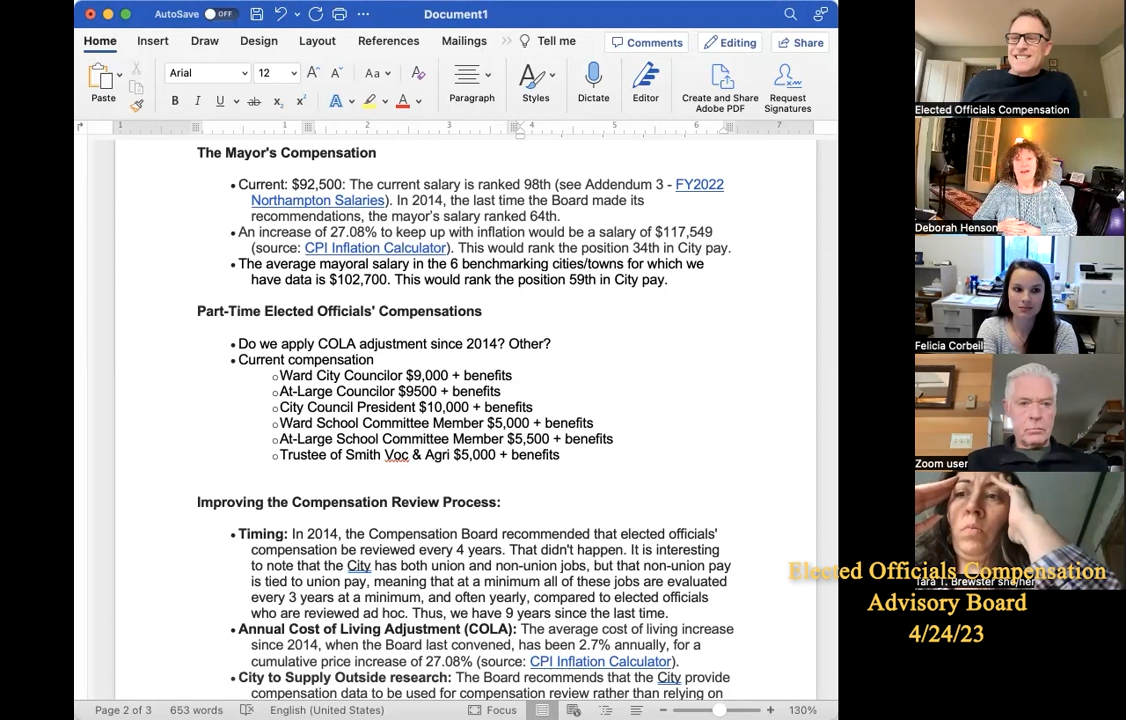 AutoSave OFF
Document1
Home Insert Draw Design Layout References Mailings Tell me Comments Editing Share
Paste
Arial 12 Aa
B I U ab x2 x2 A A
Paragraph Styles Dictate Editor Create and Share Adobe PDF Request Signatures
1 1 2 3 4 5 6 7
The Mayor's Compensation
• Current: $92,500: The current salary is ranked 98th (see Addendum 3 - FY2022
Northampton Salaries). In 2014, the last time the Board made its
recommendations, the mayor's salary ranked 64th.
• An increase of 27.08% to keep up with inflation would be a salary of $117,549
(source: CPI Inflation Calculator). This would rank the position 34th in City pay.
• The average mayoral salary in the 6 benchmarking cities/towns for which we
have data is $102,700. This would rank the position 59th in City pay.
Part-Time Elected Officials' Compensations
• Do we apply COLA adjustment since 2014? Other?
• Current compensation
○ Ward City Councilor $9,000 + benefits
○ At-Large Councilor $9500 + benefits
○ City Council President $10,000 + benefits
○ Ward School Committee Member $5,000 + benefits
○ At-Large School Committee Member $5,500 + benefits
○ Trustee of Smith Voc & Agri $5,000 + benefits
Improving the Compensation Review Process:
• Timing: In 2014, the Compensation Board recommended that elected officials'
compensation be reviewed every 4 years. That didn't happen. It is interesting
to note that the City has both union and non-union jobs, but that non-union pay
is tied to union pay, meaning that at a minimum all of these jobs are evaluated
every 3 years at a minimum, and often yearly, compared to elected officials
who are reviewed ad hoc. Thus, we have 9 years since the last time.
• Annual Cost of Living Adjustment (COLA): The average cost of living increase
since 2014, when the Board last convened, has been 2.7% annually, for a
cumulative price increase of 27.08% (source: CPI Inflation Calculator).
• City to Supply Outside research: The Board recommends that the City provide
compensation data to be used for compensation review rather than relying on
Page 2 of 3 653 words English (United States) Focus 130%
Elected Officials Compensation
Deborah Henson
Felicia Corbeil
Zoom user
Tara T. Brewster she/her
Elected Officials Compensation
Advisory Board
4/24/23